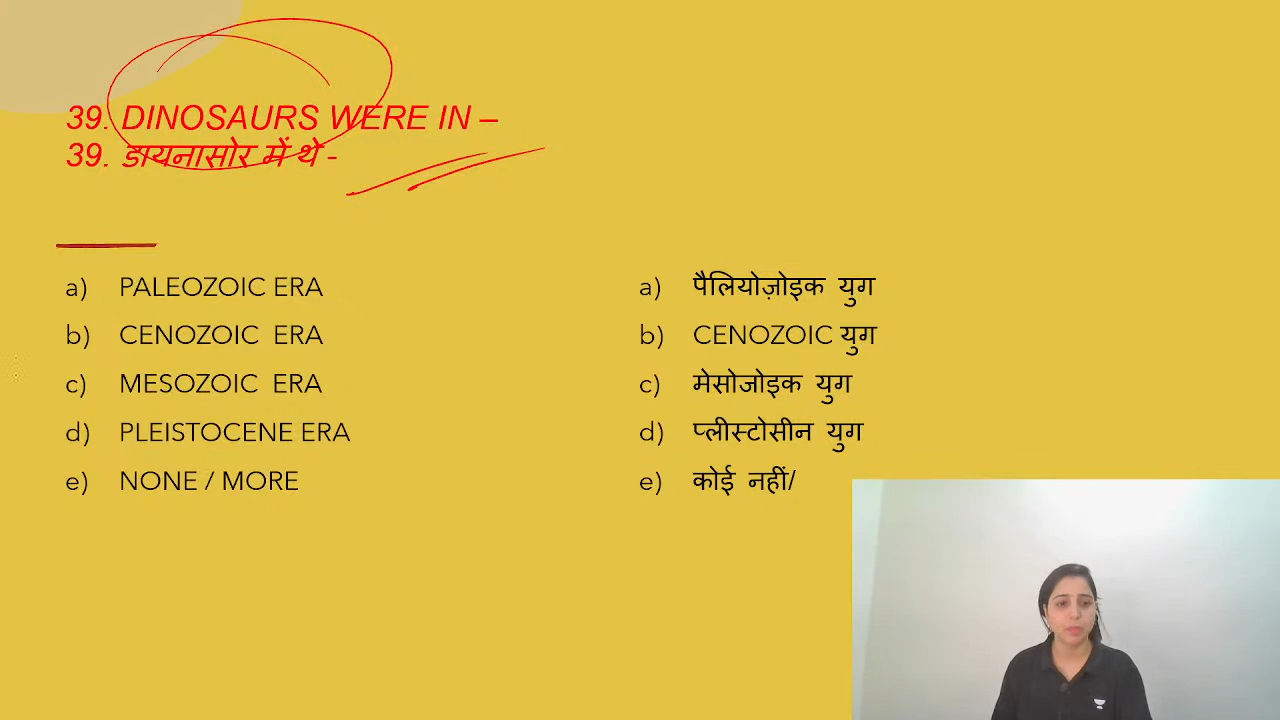 39. DINOSAURS WERE IN –
39. डायनासोर में थे -
a) PALEOZOIC ERA
b) CENOZOIC ERA
c) MESOZOIC ERA
d) PLEISTOCENE ERA
e) NONE / MORE
a) पैलियोज़ोइक युग
b) CENOZOIC युग
c) मेसोजोइक युग
d) प्लीस्टोसीन युग
e) कोई नहीं/